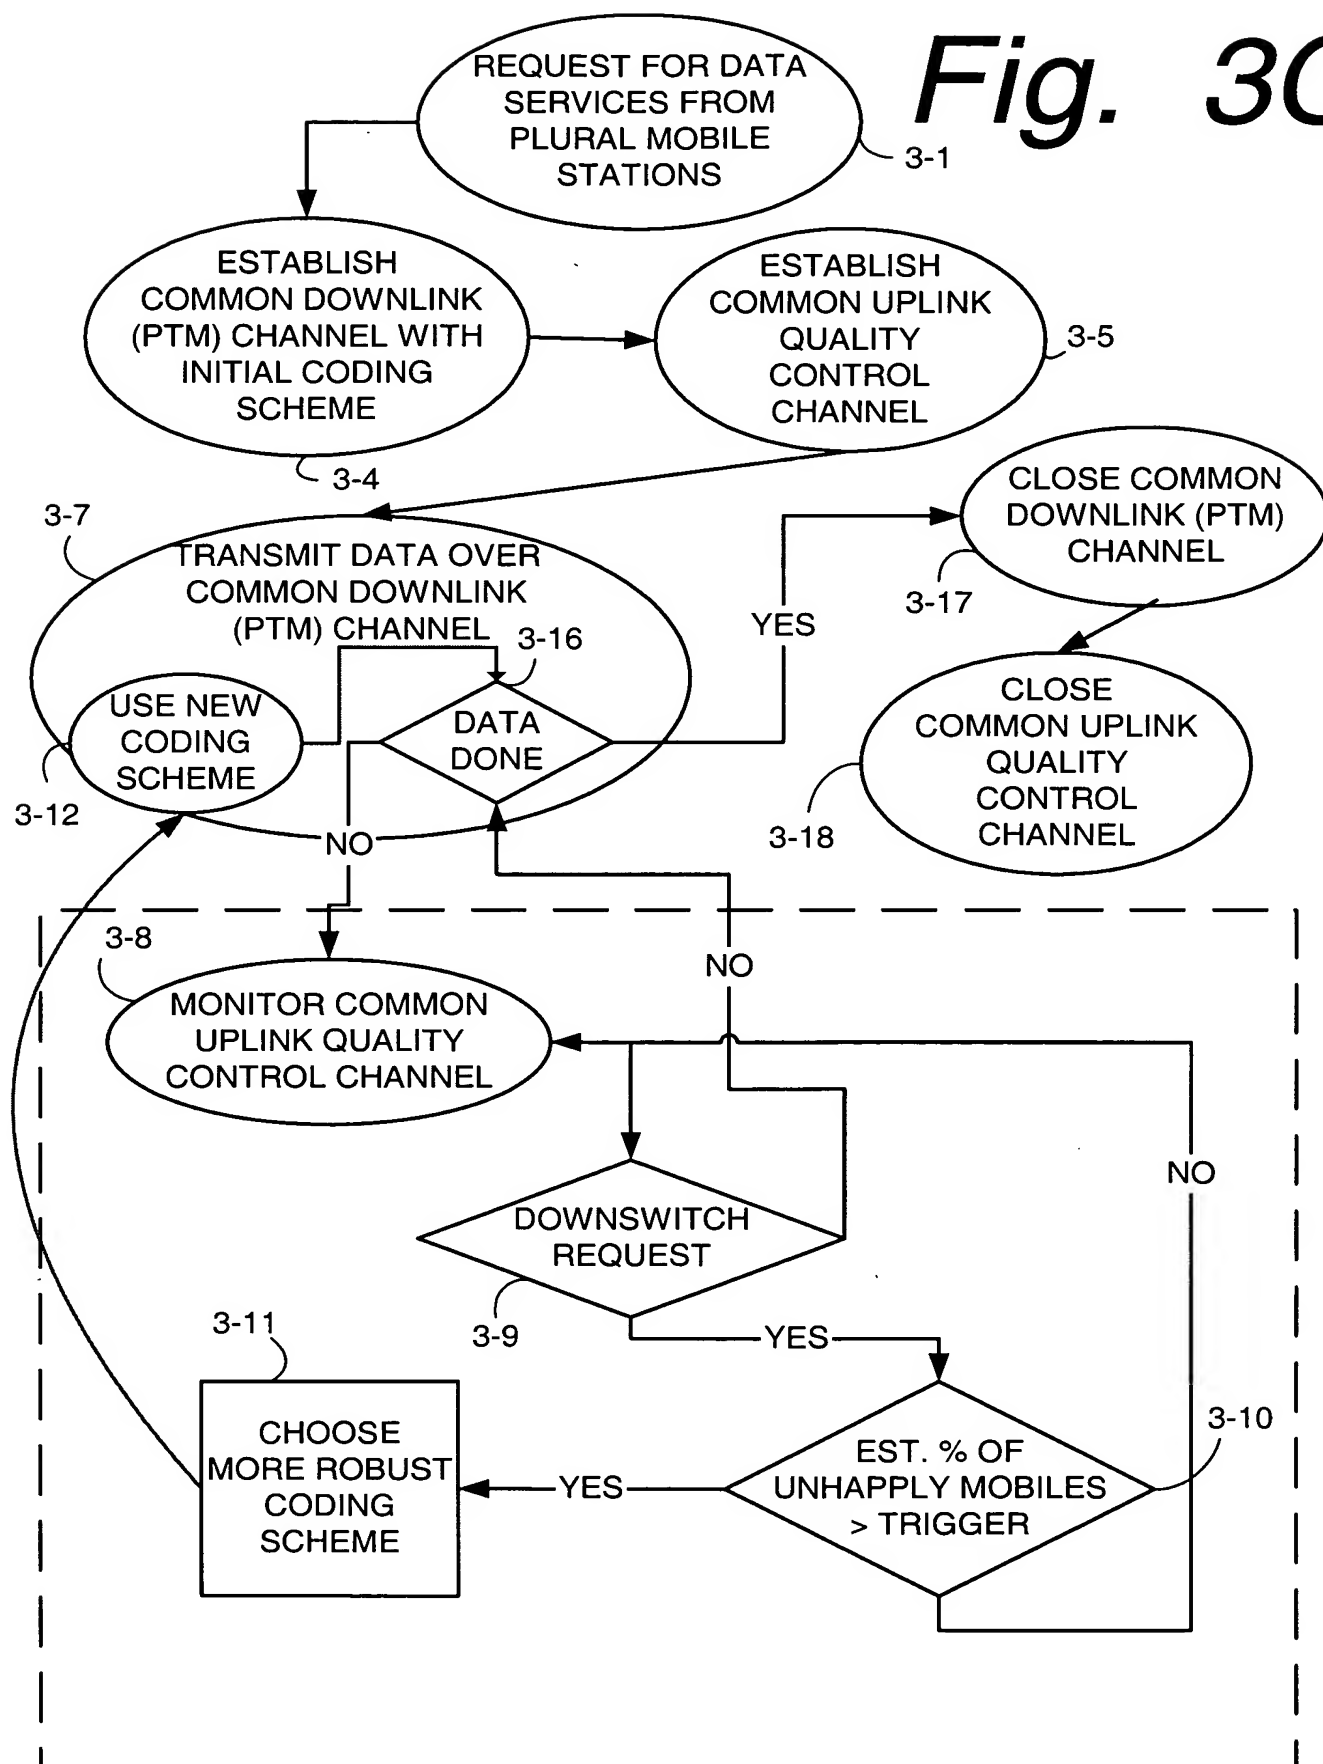 Fig. 3C
REQUEST FOR DATA
SERVICES FROM
PLURAL MOBILE
STATIONS
3-1
ESTABLISH
COMMON DOWNLINK
(PTM) CHANNEL WITH
INITIAL CODING
SCHEME
3-4
ESTABLISH
COMMON UPLINK
QUALITY
CONTROL
CHANNEL
3-5
3-7
TRANSMIT DATA OVER
COMMON DOWNLINK
(PTM) CHANNEL
3-16
USE NEW
CODING
SCHEME
3-12
DATA
DONE
YES
NO
CLOSE COMMON
DOWNLINK (PTM)
CHANNEL
3-17
CLOSE
COMMON UPLINK
QUALITY
CONTROL
CHANNEL
3-18
3-8
MONITOR COMMON
UPLINK QUALITY
CONTROL CHANNEL
NO
DOWNSWITCH
REQUEST
3-9
YES
NO
3-10
EST. % OF
UNHAPPLY MOBILES
> TRIGGER
YES
3-11
CHOOSE
MORE ROBUST
CODING
SCHEME